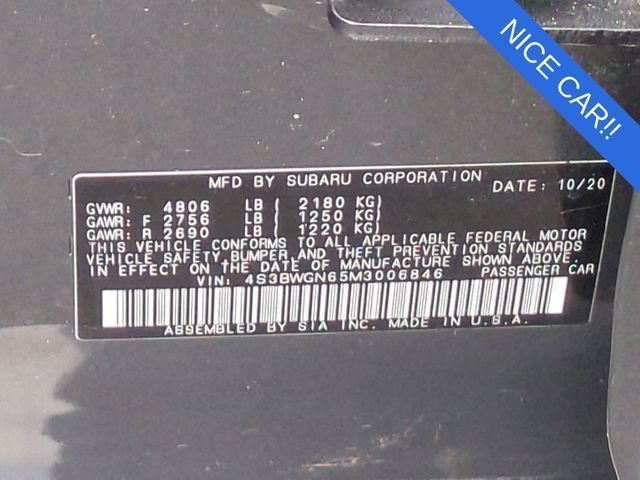 NICE CAR!!
MFD BY SUBARU CORPORATION DATE: 10/20
GVWR: 4806 LB ( 2180 KG)
GAWR: F 2756 LB ( 1250 KG)
GAWR: R 2690 LB ( 1220 KG)
THIS VEHICLE CONFORMS TO ALL APPLICABLE FEDERAL MOTOR
VEHICLE SAFETY, BUMPER, AND THEFT PREVENTION STANDARDS
IN EFFECT ON THE DATE OF MANUFACTURE SHOWN ABOVE.
VIN: 4S3BWGN65M3006846 PASSENGER CAR
ASSEMBLED BY SIA INC. MADE IN U.S.A.